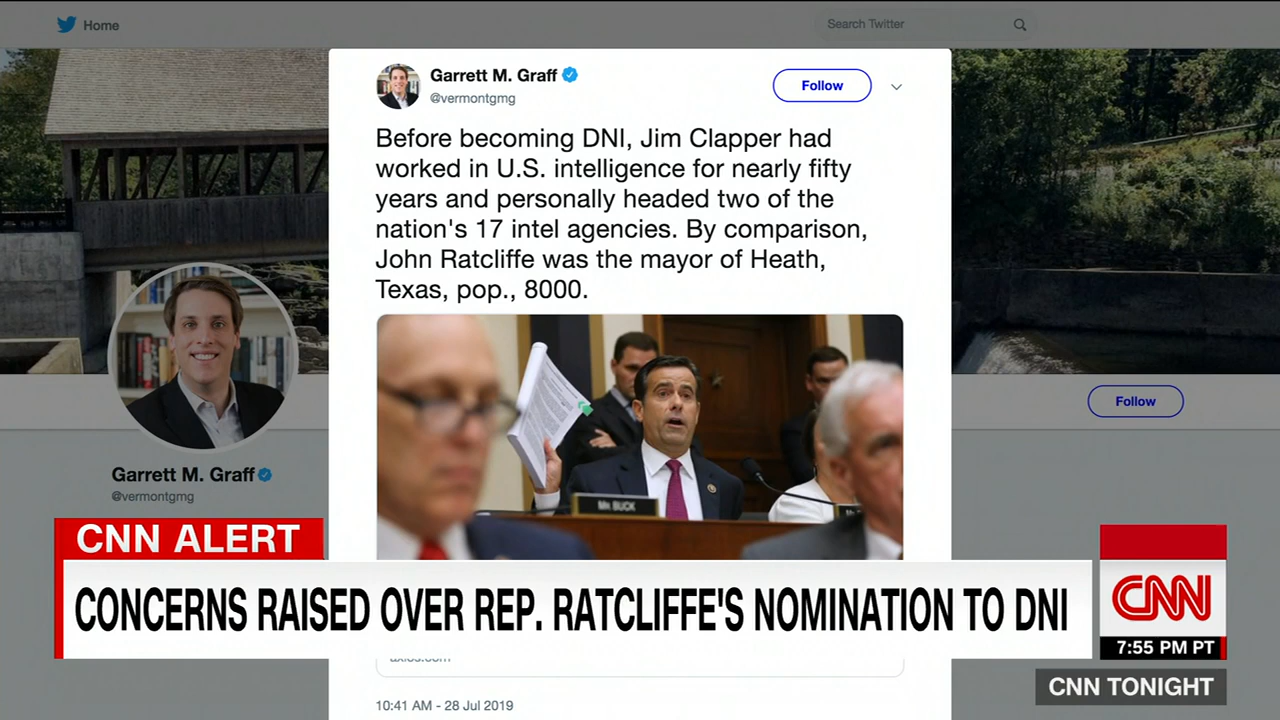 Home
Search Twitter
Garrett M. Graff
@vermontgmg
Follow
Before becoming DNI, Jim Clapper had
worked in U.S. intelligence for nearly fifty
years and personally headed two of the
nation's 17 intel agencies. By comparison,
John Ratcliffe was the mayor of Heath,
Texas, pop., 8000.
MR. BUCK
Follow
Garrett M. Graff
@vermontgmg
CNN ALERT
CONCERNS RAISED OVER REP. RATCLIFFE'S NOMINATION TO DNI
CNN
7:55 PM PT
CNN TONIGHT
10:41 AM - 28 Jul 2019